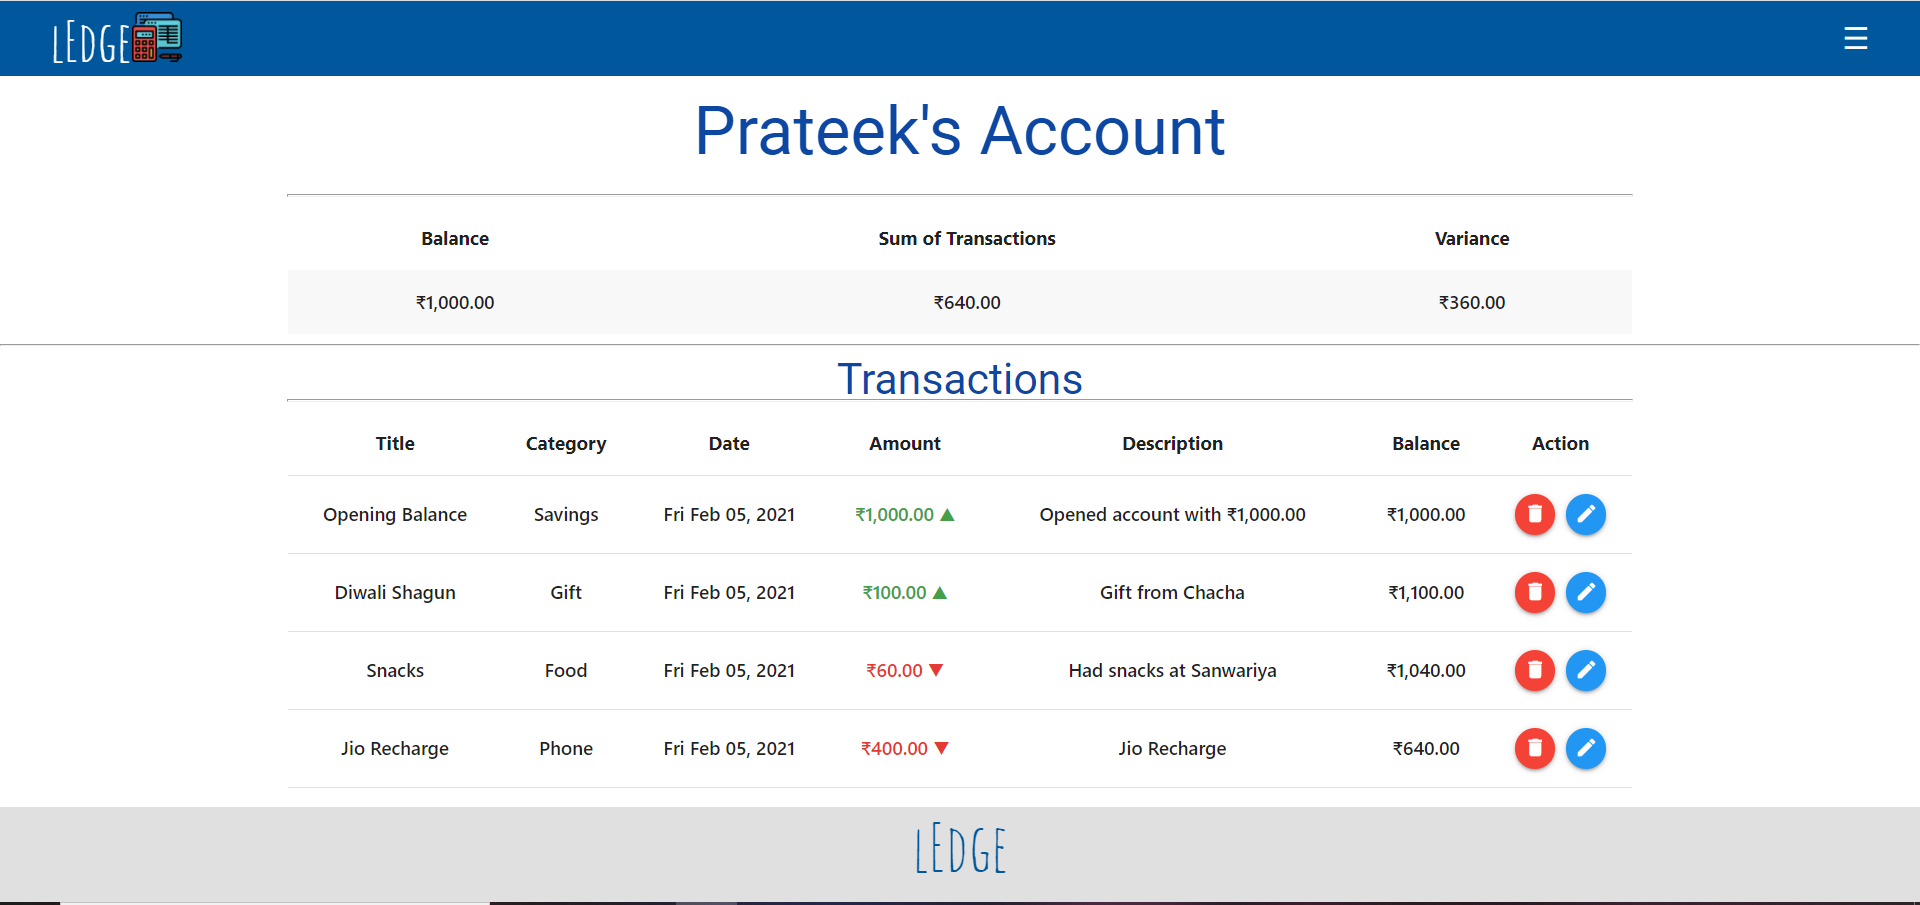 lEdgE
Prateek's Account
Balance Sum of Transactions Variance
₹1,000.00 ₹640.00 ₹360.00
Transactions
Title Category Date Amount Description Balance Action
Opening Balance Savings Fri Feb 05, 2021 ₹1,000.00 ▲ Opened account with ₹1,000.00 ₹1,000.00
Diwali Shagun Gift Fri Feb 05, 2021 ₹100.00 ▲ Gift from Chacha ₹1,100.00
Snacks Food Fri Feb 05, 2021 ₹60.00 ▼ Had snacks at Sanwariya ₹1,040.00
Jio Recharge Phone Fri Feb 05, 2021 ₹400.00 ▼ Jio Recharge ₹640.00
lEdgE